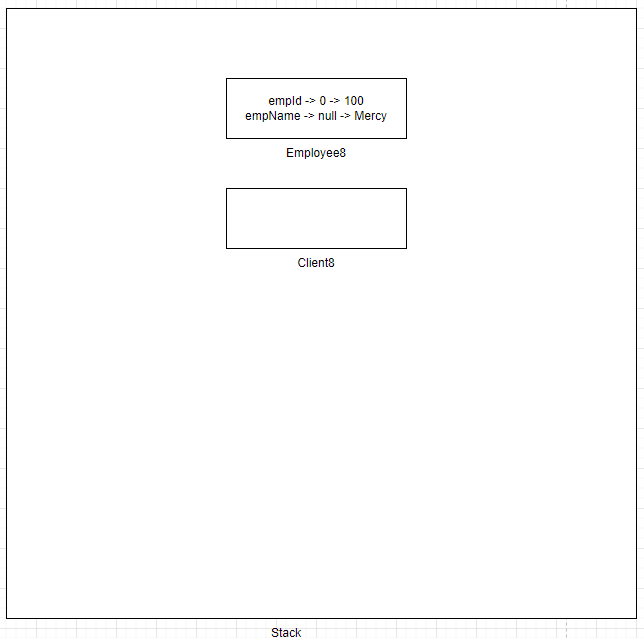 empId -> 0 -> 100
empName -> null -> Mercy
Employee8
Client8
Stack